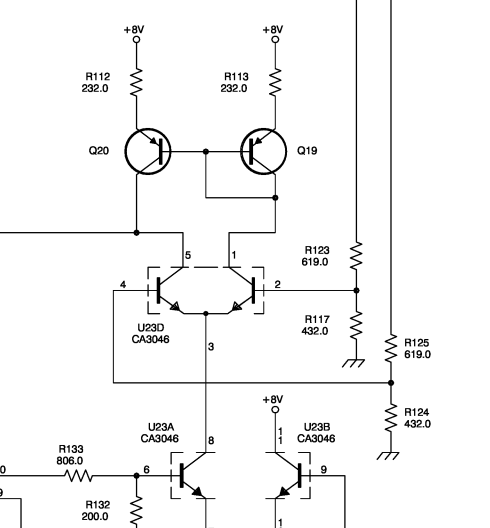 +8V
+8V
R112
232.0
R113
232.0
Q20
Q19
5
1
R123
619.0
4
2
U23D
CA3046
R117
432.0
3
R125
619.0
+8V
R124
432.0
U23A
CA3046
1
1
U23B
CA3046
8
R133
806.0
0
6
9
9
R132
200.0
1